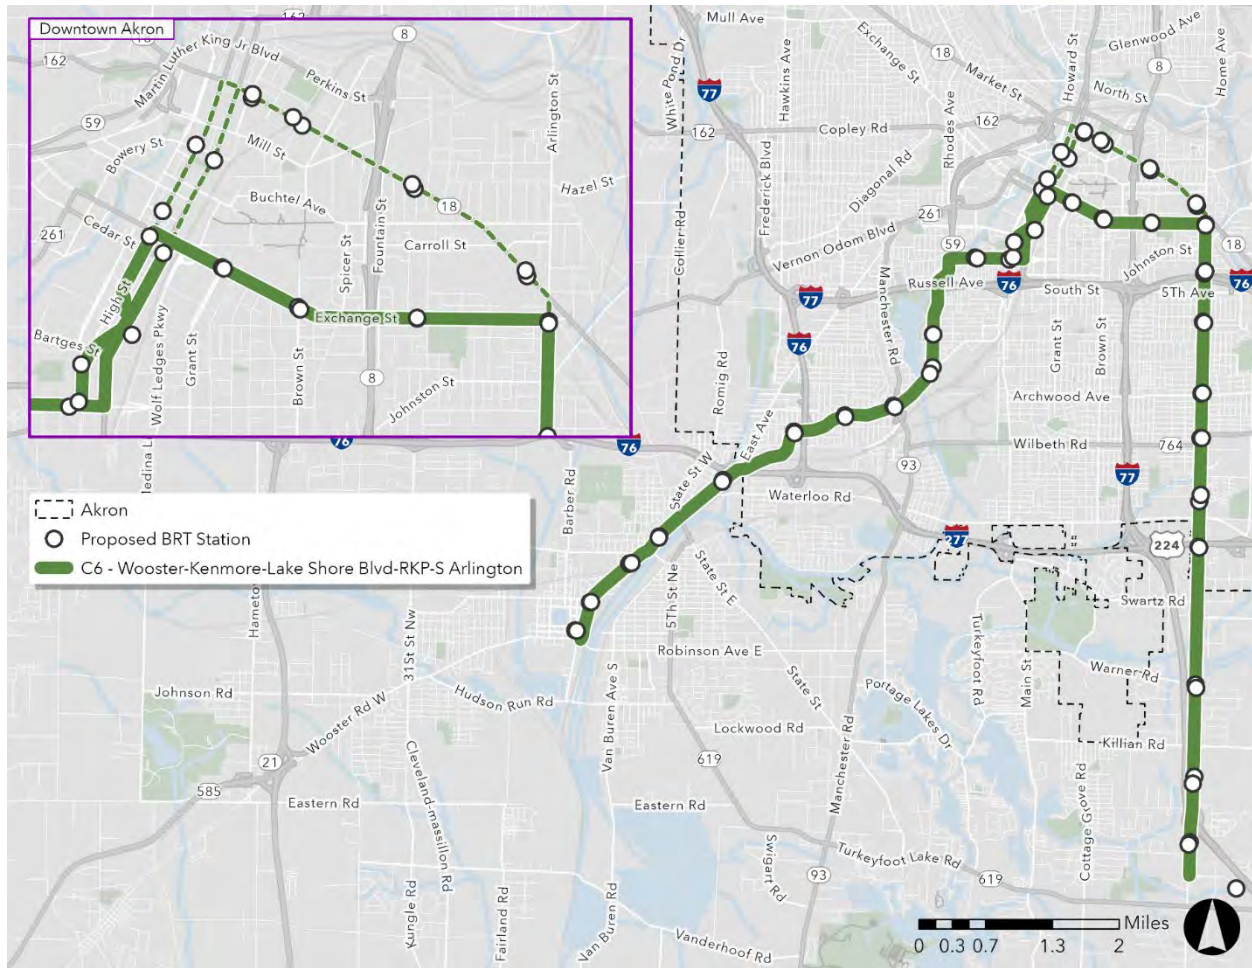 Downtown Akron
162
162
8
Martin Luther King Jr Blvd
Perkins St
Arlington St
59
Bowery St
Mill St
Hazel St
Buchtel Ave
18
261
Cedar St
Spicer St
Fountain St
Carroll St
High St
Exchange St
Bartges St
Wolf Ledges Pkwy
Grant St
Brown St
8
Johnston St
Mull Ave
Glenwood Ave
Exchange St
18
Market St
Howard St
8
Home Ave
White Pond Dr
77
Hawkins Ave
North St
162
Copley Rd
162
Rhodes Ave
Frederick Blvd
Diagonal Rd
261
Collier Rd
Vernon Odom Blvd
59
18
Johnston St
76
Manchester Rd
Russell Ave
76
South St
5Th Ave
77
76
Grant St
Brown St
Romig Rd
Archwood Ave
East Ave
76
76
Wilbeth Rd
764
Medina L
Barber Rd
State St W
93
77
Waterloo Rd
Akron
Proposed BRT Station
C6 - Wooster-Kenmore-Lake Shore Blvd-RKP-S Arlington
277
224
Hameto
31St St Nw
5Th St Ne
State St E
Swartz Rd
Turkeyfoot Rd
Main St
Robinson Ave E
Warner Rd
Johnson Rd
Hudson Run Rd
State St
Portage Lakes Dr
Wooster Rd W
Van Buren Ave S
Lockwood Rd
Manchester Rd
Killian Rd
21
619
585
Cleveland-massillon Rd
Eastern Rd
Eastern Rd
Cottage Grove Rd
Swigart Rd
Turkeyfoot Lake Rd
93
619
Kungle Rd
Fairland Rd
Van Buren Rd
Vanderhoof Rd
Miles
0 0.3 0.7 1.3 2